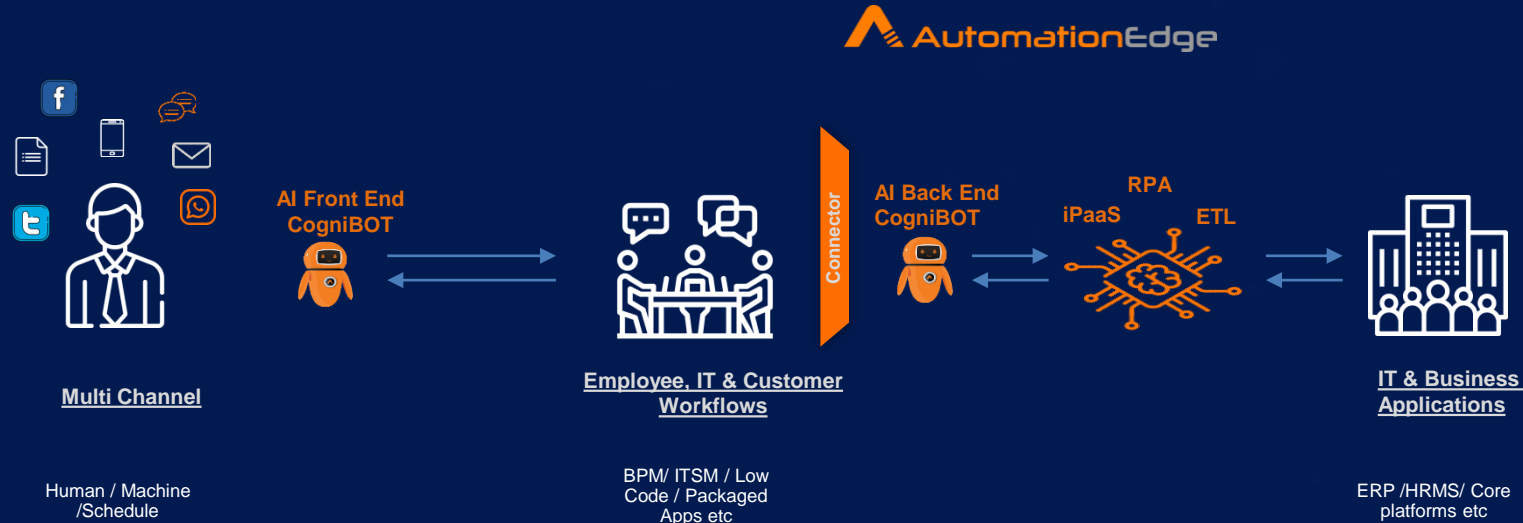 AutomationEdge
AI Front End
CogniBOT
Connector
AI Back End
CogniBOT
RPA
iPaaS
ETL
Multi Channel
Employee, IT & Customer
Workflows
IT & Business
Applications
Human / Machine
/Schedule
BPM/ ITSM / Low
Code / Packaged
Apps etc
ERP /HRMS/ Core
platforms etc